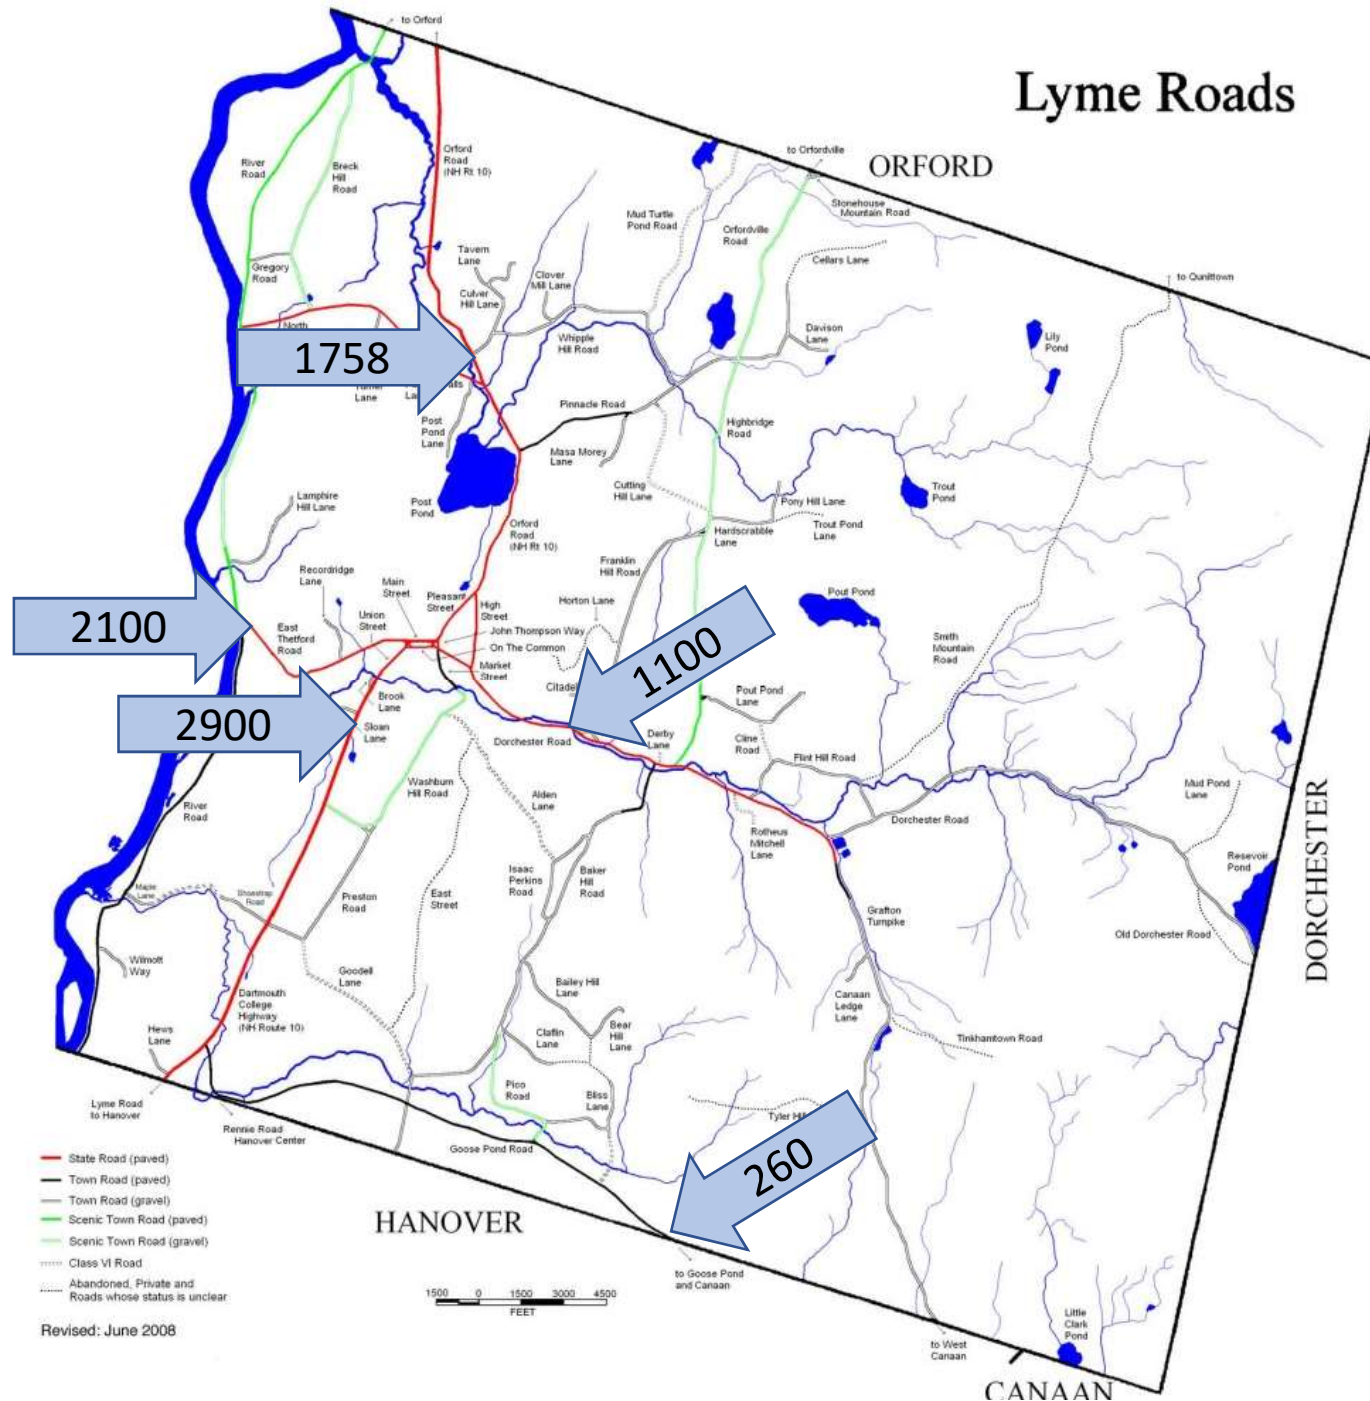 to Orford
Lyme Roads
to Orfordville
ORFORD
River
Road
Breck
Hill
Road
Orford
Road
(NH Rt 10)
Mud Turtle
Pond Road
Stonehouse
Mountain Road
Orfordville
Road
Tavern
Lane
Cellars Lane
Gregory
Road
Culver
Hill Lane
Clover
Mill Lane
to Quinttown
North
1758
Whipple
Hill Road
Davison
Lane
Lily
Pond
Lane
Post
Pond
Lane
Pinnacle Road
Highbridge
Road
Masa Morey
Lane
Cutting
Hill Lane
Trout
Pond
Lamphire
Hill Lane
Post
Pond
Pony Hill Lane
Orford
Road
(NH Rt 10)
Hardscrabble
Lane
Trout Pond
Lane
Franklin
Hill Road
Recordridge
Lane
Main
Street
Pleasant
Street
Union
Street
High
Street
Horton Lane
Pout Pond
2100
East
Thetford
Road
John Thompson Way
On The Common
Market
Street
1100
Smith
Mountain
Road
Brook
Lane
Citadel
Pout Pond
Lane
2900
Sloan
Lane
Dorchester Road
Derby
Lane
Cline
Road
Flint Hill Road
Washburn
Hill Road
Alden
Lane
Mud Pond
Lane
River
Road
Rotheus
Mitchell
Lane
Dorchester Road
DORCHESTER
Resevoir
Pond
Maple
Lane
Shoestrap
Road
Preston
Road
East
Street
Isaac
Perkins
Road
Baker
Hill
Road
Grafton
Turnpike
Old Dorchester Road
Wilmott
Way
Goodell
Lane
Dartmouth
College
Highway
(NH Route 10)
Bailey Hill
Lane
Canaan
Ledge
Lane
Hews
Lane
Claflin
Lane
Bear
Hill
Lane
Tinkhamtown Road
Pico
Road
Bliss
Lane
Lyme Road
to Hanover
Tyler Hill
Rennie Road
Hanover Center
Goose Pond Road
260
State Road (paved)
Town Road (paved)
Town Road (gravel)
Scenic Town Road (paved)
Scenic Town Road (gravel)
Class VI Road
Abandoned, Private and
Roads whose status is unclear
HANOVER
to Goose Pond
and Canaan
1500 0 1500 3000 4500
FEET
Revised: June 2008
Little
Clark
Pond
to West
Canaan
CANAAN